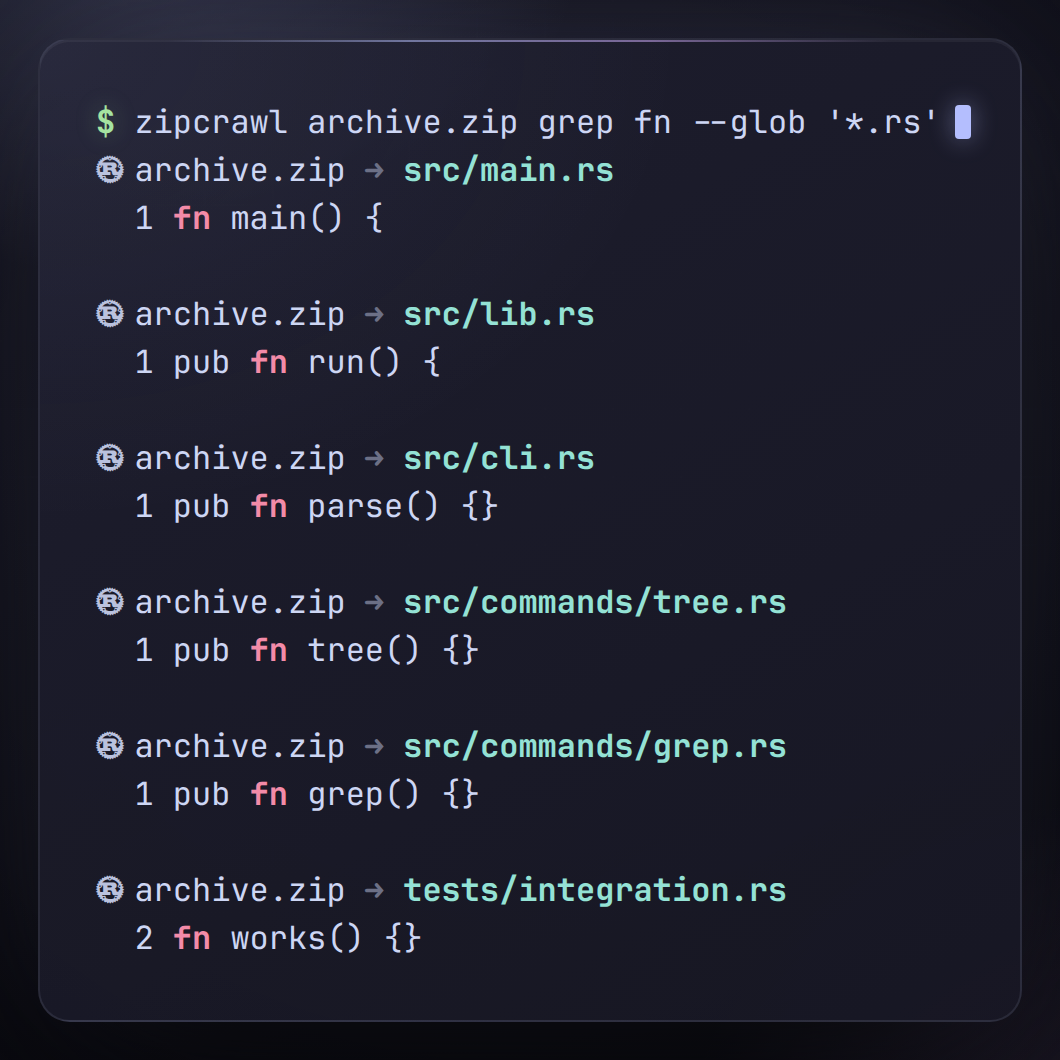 $ zipcrawl archive.zip grep fn --glob '*.rs'
archive.zip → src/main.rs
1 fn main() {
archive.zip → src/lib.rs
1 pub fn run() {
archive.zip → src/cli.rs
1 pub fn parse() {}
archive.zip → src/commands/tree.rs
1 pub fn tree() {}
archive.zip → src/commands/grep.rs
1 pub fn grep() {}
archive.zip → tests/integration.rs
2 fn works() {}